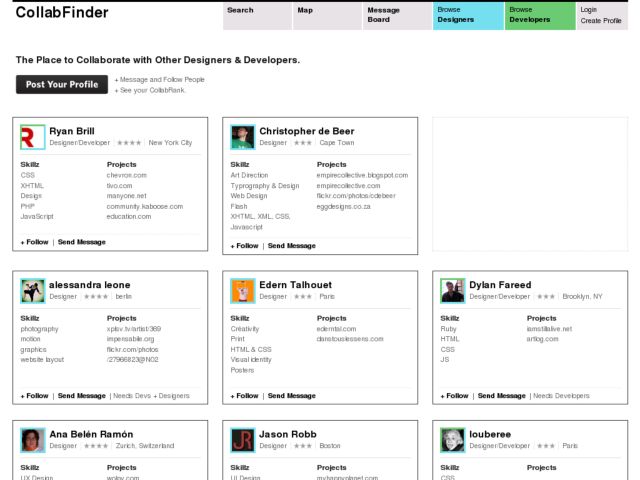 CollabFinder
Search
Map
Message Board
Browse Designers
Browse Developers
Login
Create Profile
The Place to Collaborate with Other Designers & Developers.
Post Your Profile
+ Message and Follow People
+ See your CollabRank.
Ryan Brill
Designer/Developer | ★★★★ | New York City
Skillz
CSS
XHTML
Design
PHP
JavaScript
Projects
chevron.com
tivo.com
manyone.net
community.kaboose.com
education.com
+ Follow | Send Message
Christopher de Beer
Designer | ★★★ | Cape Town
Skillz
Art Direction
Typography & Design
Web Design
Flash
XHTML, XML, CSS,
Javascript
Projects
empirecollective.blogspot.com
empirecollective.com
flickr.com/photos/cdebeer
eggdesigns.co.za
+ Follow | Send Message
alessandra leone
Designer | ★★★★ | berlin
Skillz
photography
motion
graphics
website layout
Projects
xplsv.tv/artist/369
impensabile.org
flickr.com/photos
/27966823@N02
+ Follow | Send Message | Needs Devs + Designers
Edern Talhouet
Designer | ★★★ | Paris
Skillz
Créativity
Print
HTML & CSS
Visual identity
Posters
Projects
ederntal.com
danstouslessens.com
+ Follow | Send Message
Dylan Fareed
Designer/Developer | ★★★ | Brooklyn, NY
Skillz
Ruby
HTML
CSS
JS
Projects
iamstillalive.net
artlog.com
+ Follow | Send Message | Needs Developers
Ana Belén Ramón
Designer | ★★★★ | Zurich, Switzerland
Skillz
UX Design
Projects
Jason Robb
Designer | ★★★ | Boston
Skillz
UI Design
Projects
myhappyplanet.com
louberee
Designer/Developer | ★★★ | Paris
Skillz
CSS
Projects